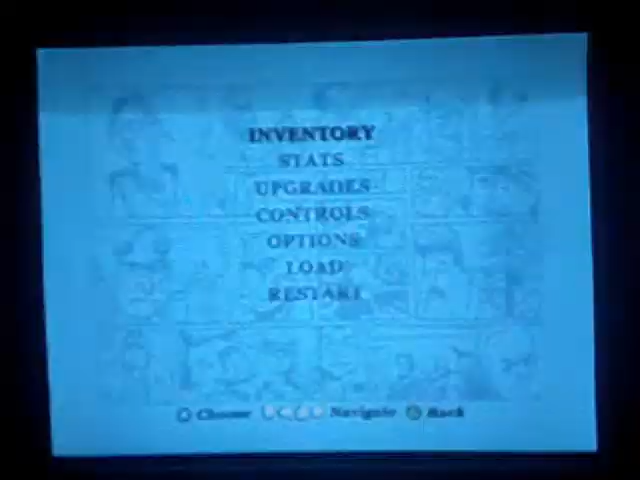 INVENTORY
STATS
UPGRADES
CONTROLS
OPTIONS
LOAD
RESTART
Choose Navigate Back